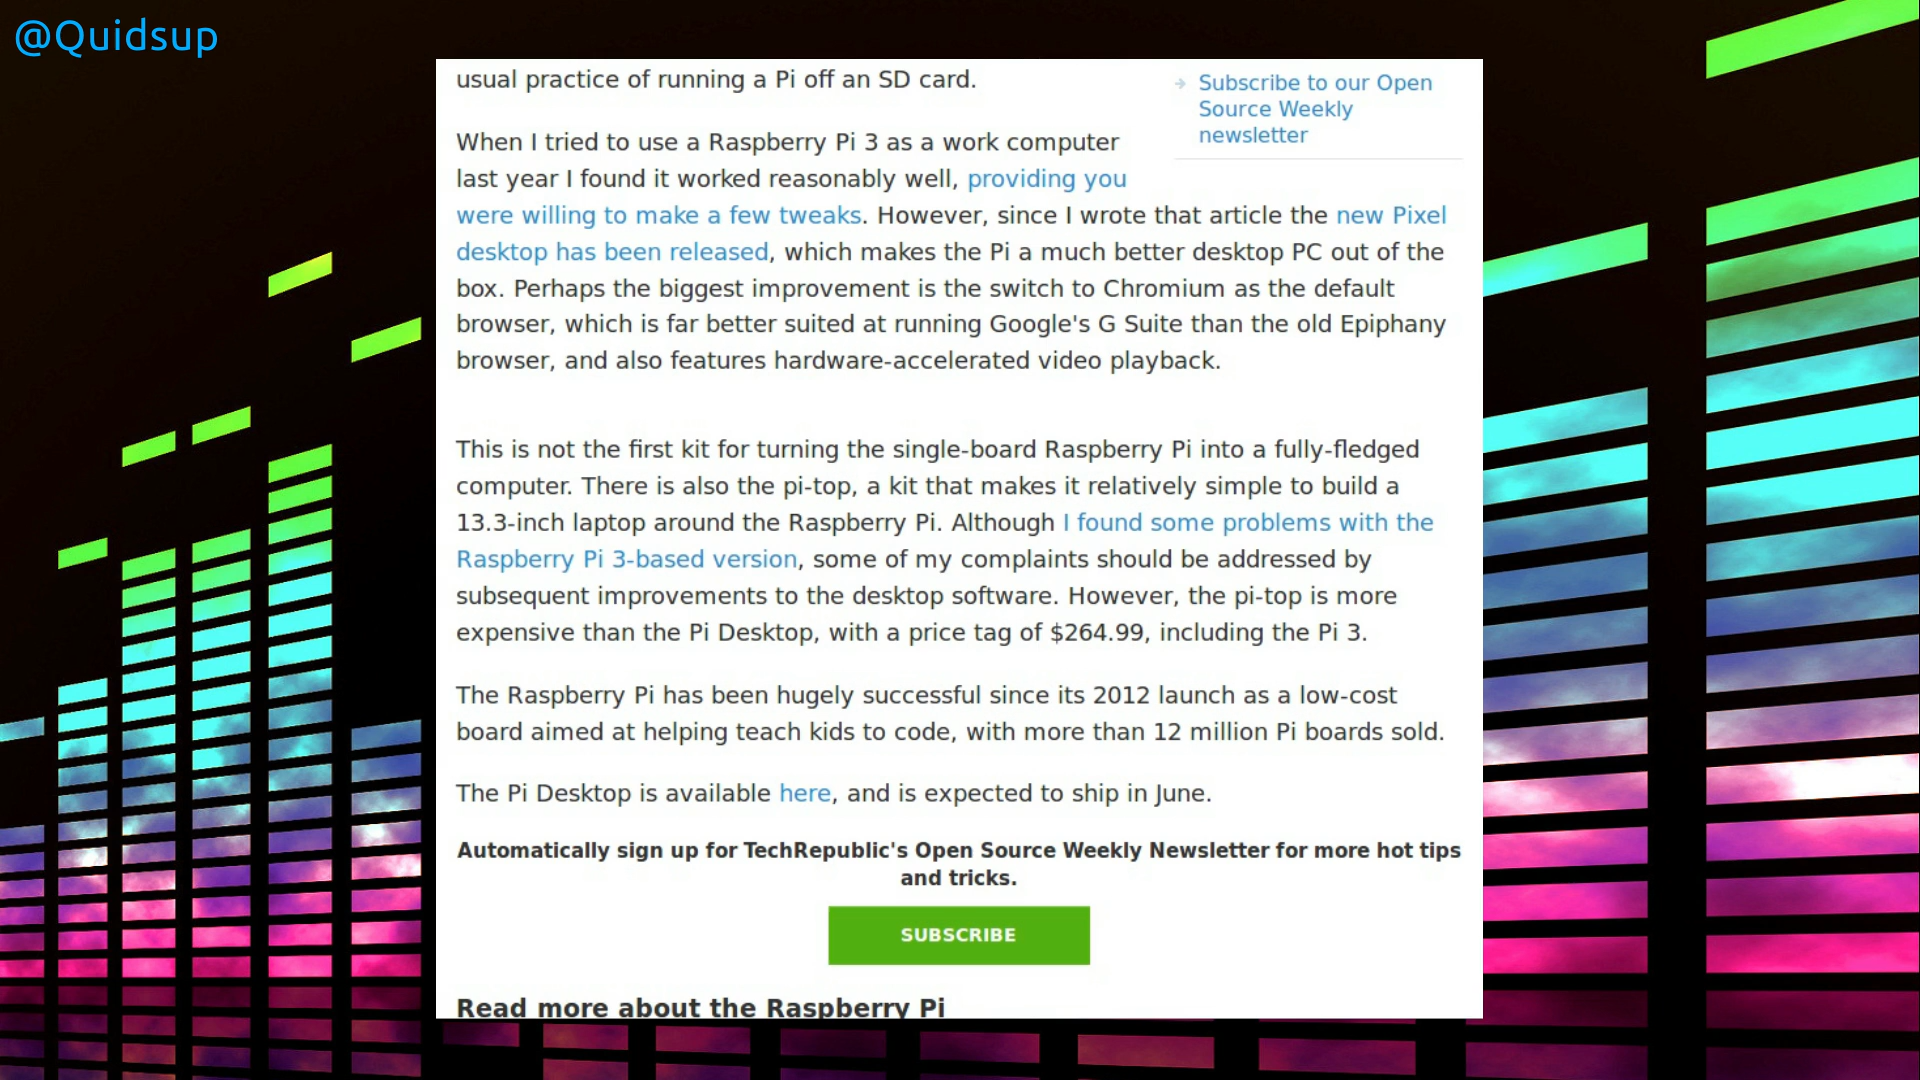 @Quidsup
usual practice of running a Pi off an SD card.
Subscribe to our Open
Source Weekly
newsletter
When I tried to use a Raspberry Pi 3 as a work computer
last year I found it worked reasonably well, providing you
were willing to make a few tweaks. However, since I wrote that article the new Pixel
desktop has been released, which makes the Pi a much better desktop PC out of the
box. Perhaps the biggest improvement is the switch to Chromium as the default
browser, which is far better suited at running Google's G Suite than the old Epiphany
browser, and also features hardware-accelerated video playback.
This is not the first kit for turning the single-board Raspberry Pi into a fully-fledged
computer. There is also the pi-top, a kit that makes it relatively simple to build a
13.3-inch laptop around the Raspberry Pi. Although I found some problems with the
Raspberry Pi 3-based version, some of my complaints should be addressed by
subsequent improvements to the desktop software. However, the pi-top is more
expensive than the Pi Desktop, with a price tag of $264.99, including the Pi 3.
The Raspberry Pi has been hugely successful since its 2012 launch as a low-cost
board aimed at helping teach kids to code, with more than 12 million Pi boards sold.
The Pi Desktop is available here, and is expected to ship in June.
Automatically sign up for TechRepublic's Open Source Weekly Newsletter for more hot tips
and tricks.
SUBSCRIBE
Read more about the Raspberry Pi